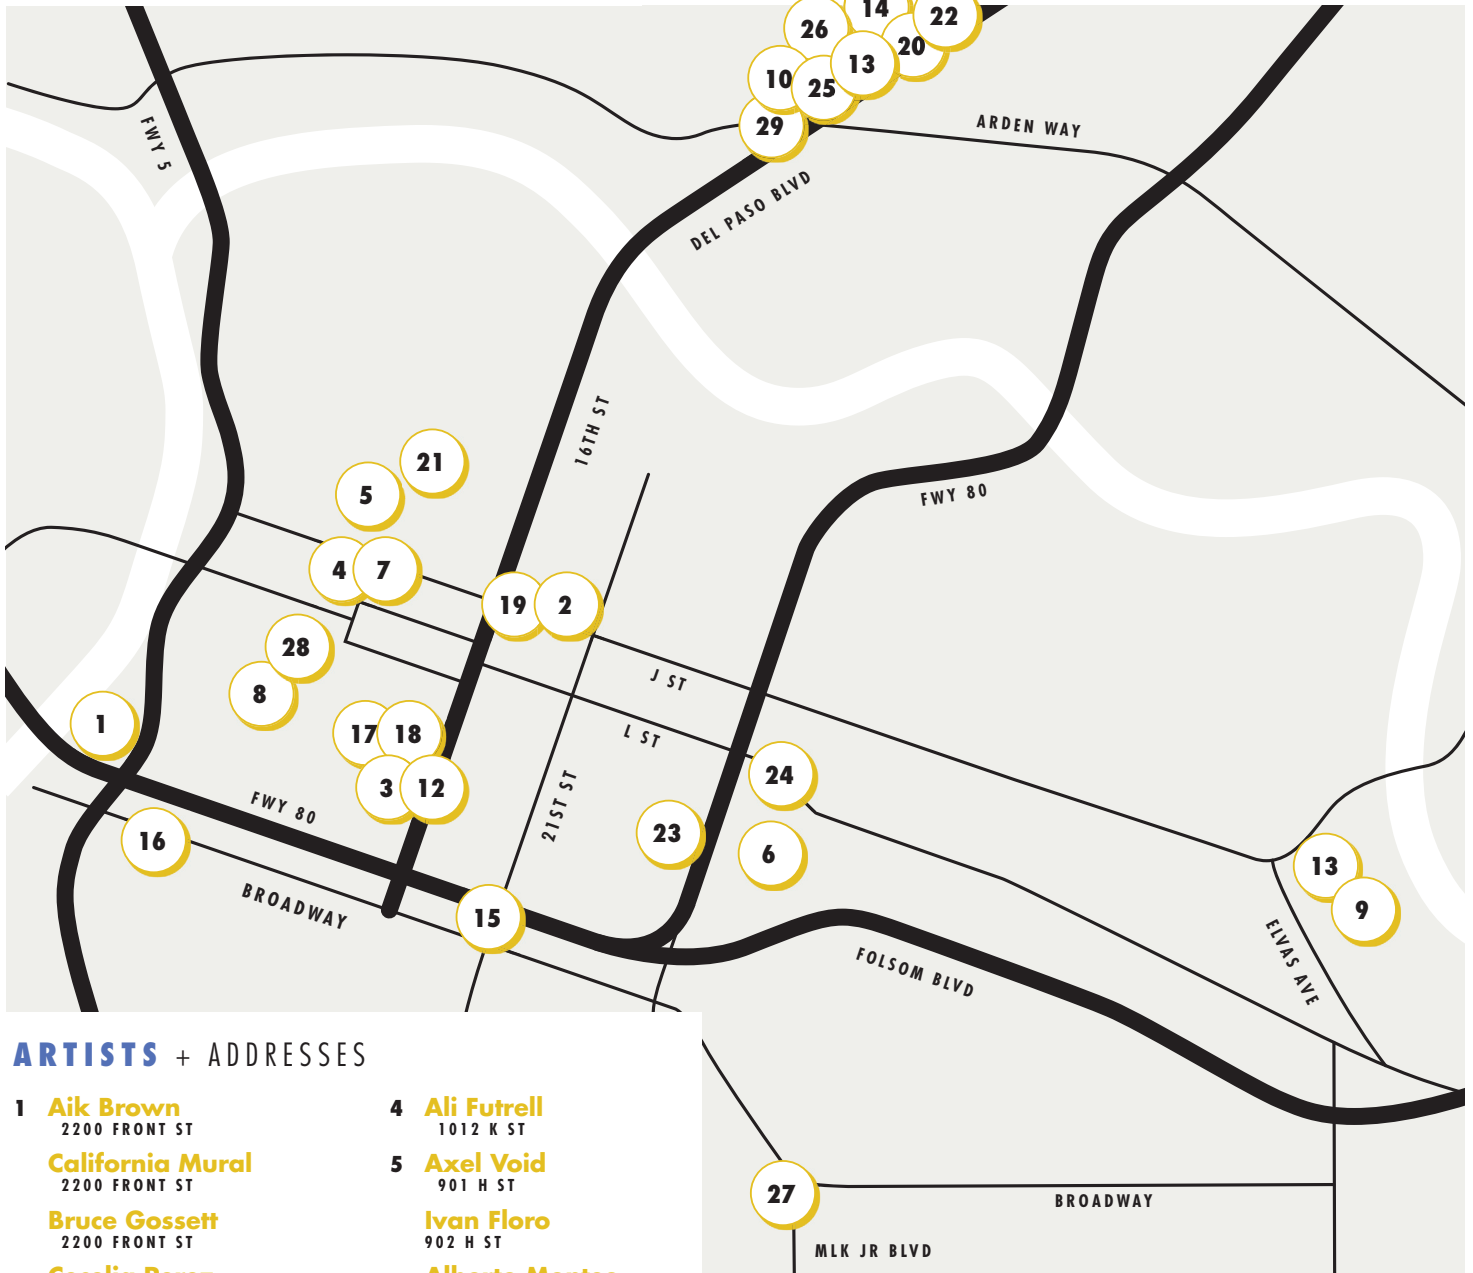 14
22
26
20
13
10
25
29
ARDEN WAY
FWY 5
DEL PASO BLVD
16TH ST
21
5
FWY 80
4
7
19
2
28
J ST
8
L ST
1
17
18
24
3
12
21ST ST
FWY 80
23
16
6
13
BROADWAY
15
9
ELVAS AVE
FOLSOM BLVD
27
BROADWAY
MLK JR BLVD
ARTISTS + ADDRESSES
1 Aik Brown
2200 FRONT ST
California Mural
2200 FRONT ST
Bruce Gossett
2200 FRONT ST
4 Ali Futrell
1012 K ST
5 Axel Void
901 H ST
Ivan Floro
902 H ST